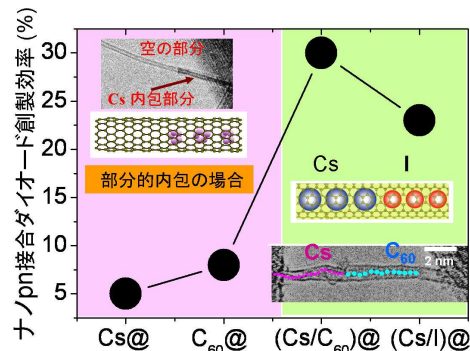 ナノpn接合ダイオード創製効率 (%)
30
25
20
15
10
5
空の部分
Cs 内包部分
部分的内包の場合
Cs I
Cs C60
2 nm
Cs@ C60@ (Cs/C60)@ (Cs/I)@